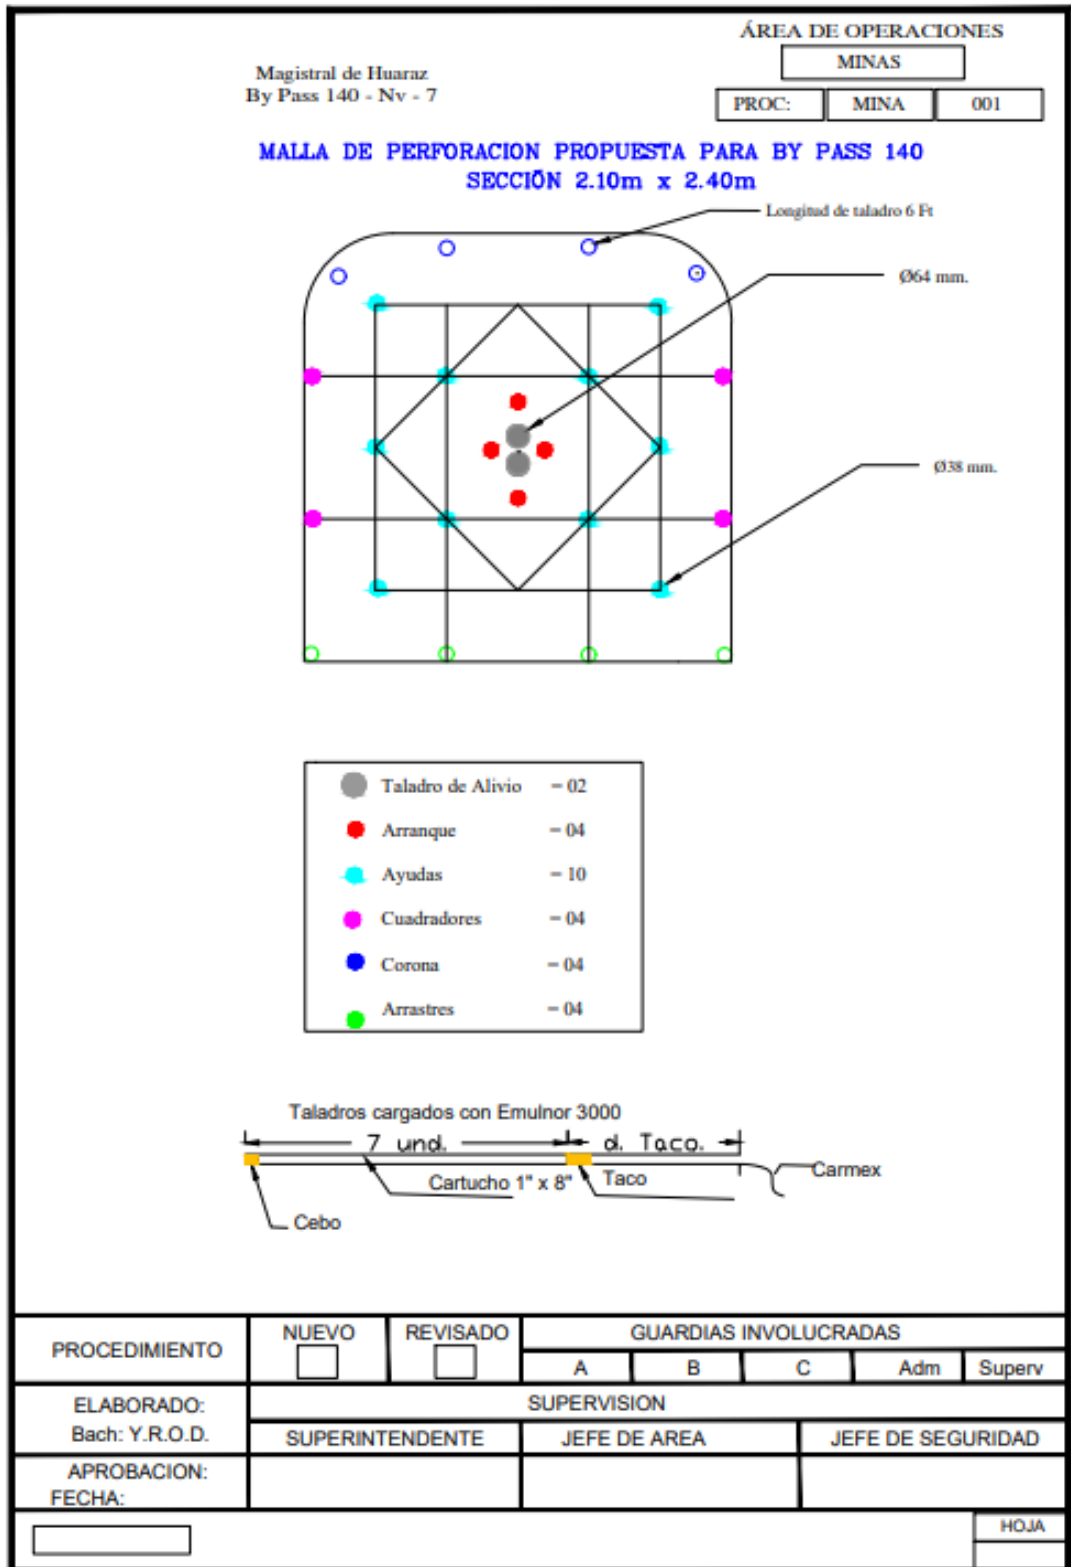 ÁREA DE OPERACIONES
MINAS
Magistral de Huaraz
By Pass 140 - Nv - 7
PROC: MINA 001
MALLA DE PERFORACION PROPUESTA PARA BY PASS 140
SECCIÓN 2.10m x 2.40m
Longitud de taladro 6 Ft
Ø64 mm.
Ø38 mm.
Taladro de Alivio = 02
Arranque = 04
Ayudas = 10
Cuadradores = 04
Corona = 04
Arrastres = 04
Taladros cargados con Emulnor 3000
7 und. d. Taco.
Cartucho 1" x 8" Taco Carmex
Cebo
PROCEDIMIENTO NUEVO REVISADO GUARDIAS INVOLUCRADAS
A B C Adm Superv
ELABORADO: SUPERVISION
Bach: Y.R.O.D. SUPERINTENDENTE JEFE DE AREA JEFE DE SEGURIDAD
APROBACION:
FECHA:
HOJA